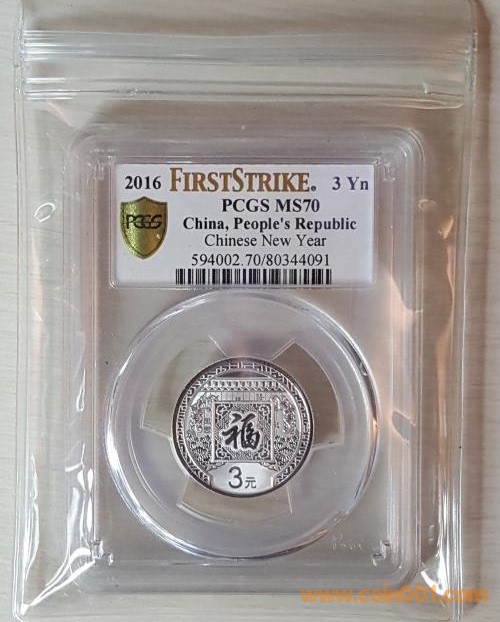 2016 FIRSTSTRIKE® 3 Yn
PCGS MS70
PCGS
China, People's Republic
Chinese New Year
594002.70/80344091
福
3元
www.coin001.com